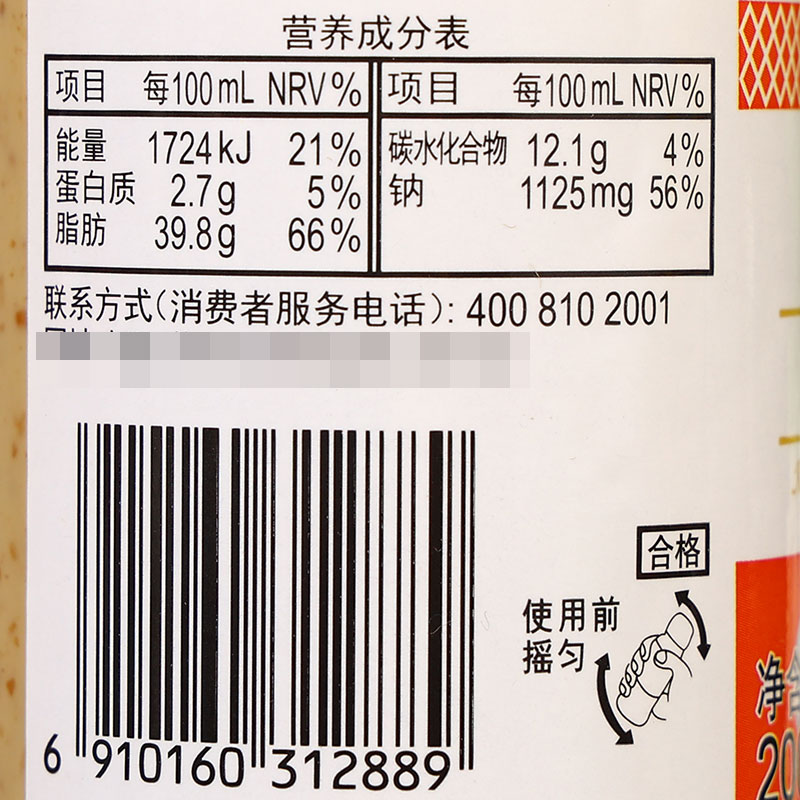 营养成分表
项目 每100mL NRV% 项目 每100mL NRV%
能量 1724kJ 21% 碳水化合物 12.1g 4%
蛋白质 2.7g 5% 钠 1125mg 56%
脂肪 39.8g 66%
联系方式(消费者服务电话): 400 810 2001
合格
使用前
摇匀
6 910160 312889
净含
20